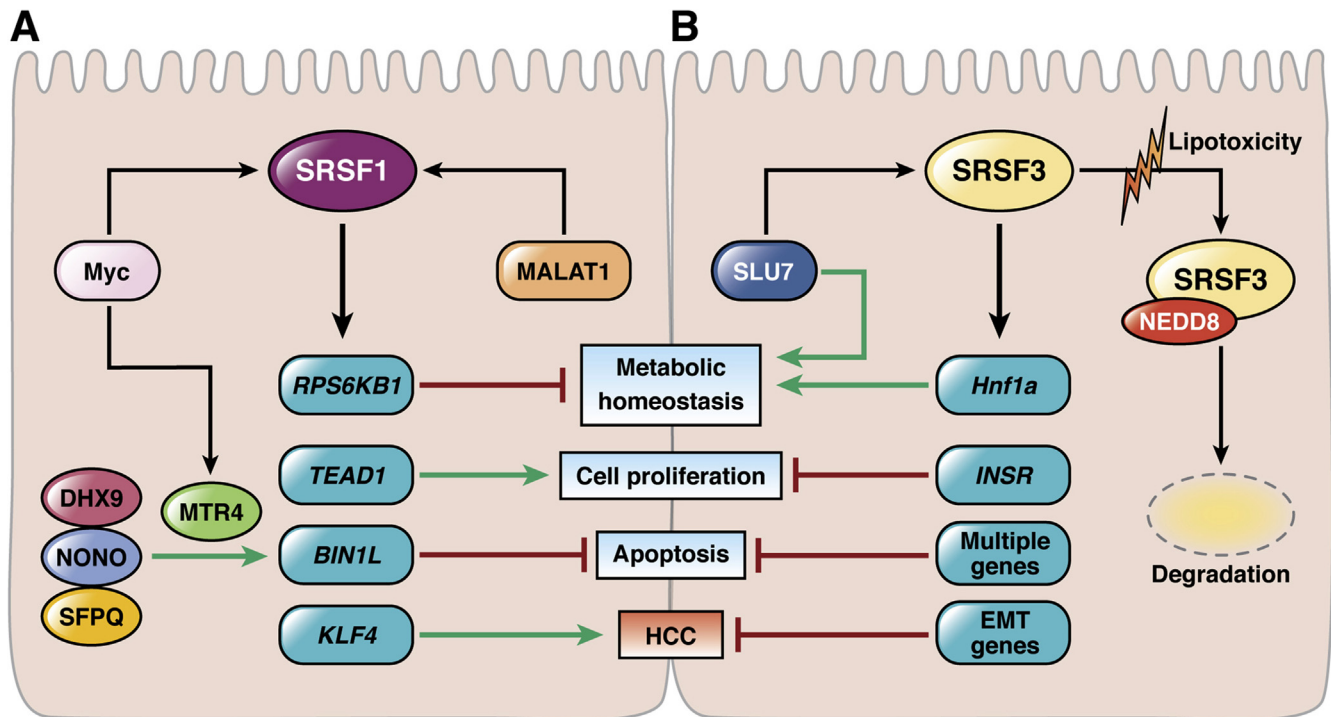 A
B
SRSF1
SRSF3
Lipotoxicity
Myc
MALAT1
SLU7
SRSF3
NEDD8
RPS6KB1
Metabolic
homeostasis
Hnf1a
TEAD1
Cell proliferation
INSR
DHX9
MTR4
NONO
BIN1L
Apoptosis
Multiple
genes
Degradation
SFPQ
KLF4
HCC
EMT
genes